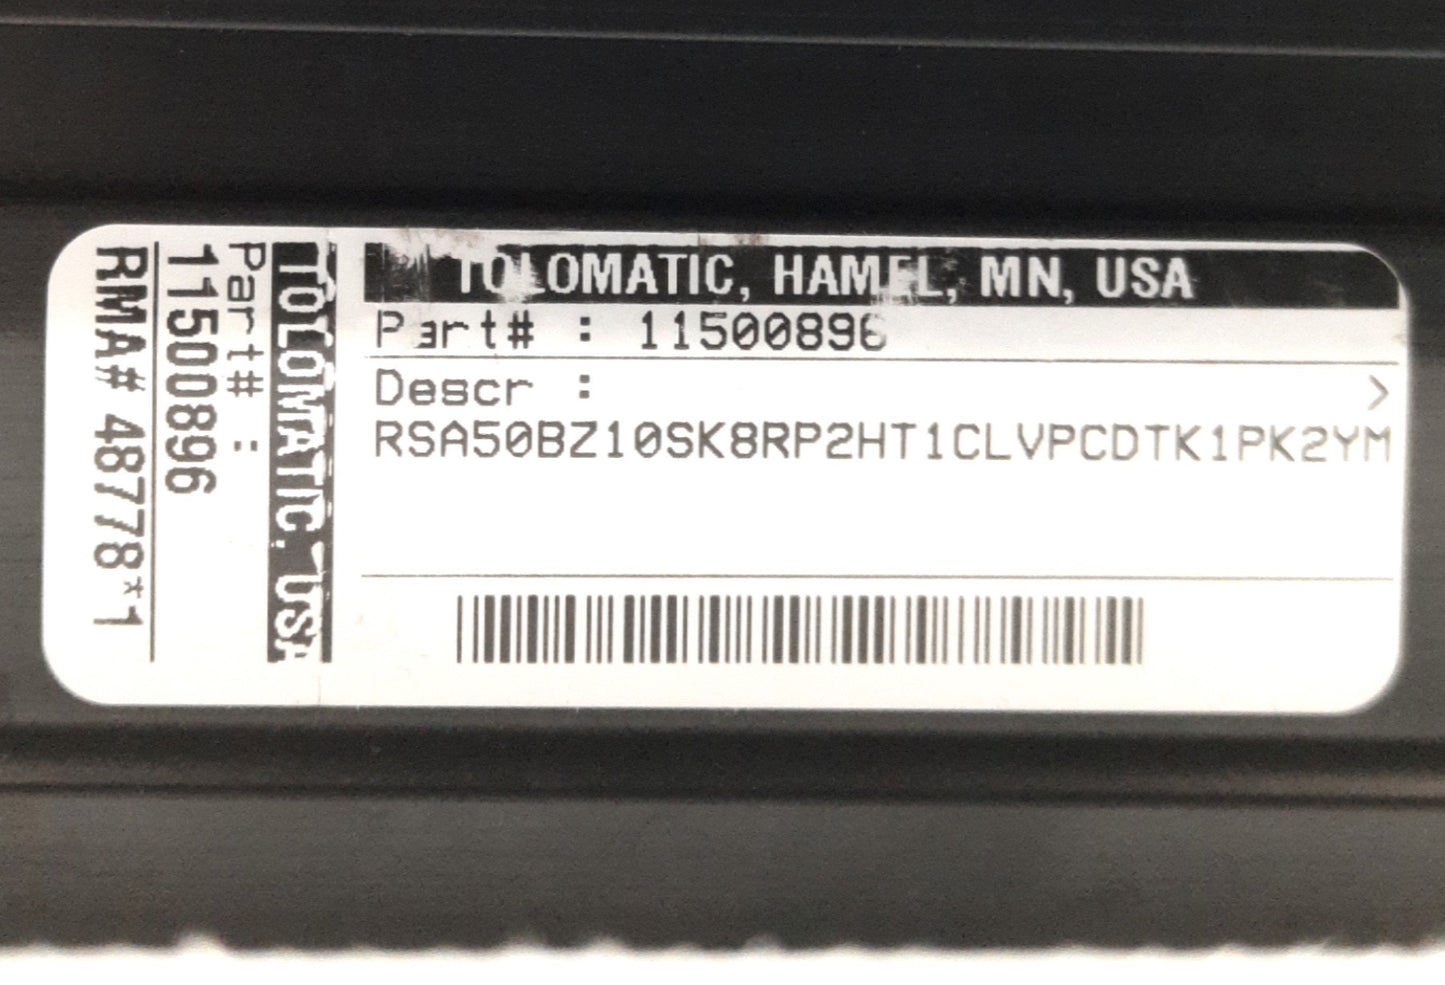 TOLOMATIC, HAMEL, MN, USA
Part# : 11500896
Descr : >
RSA50BZ10SK8RP2HT1CLVPCDTK1PK2YM
TOLOMATIC. USA
Part# :
11500896
RMA# 48778*1